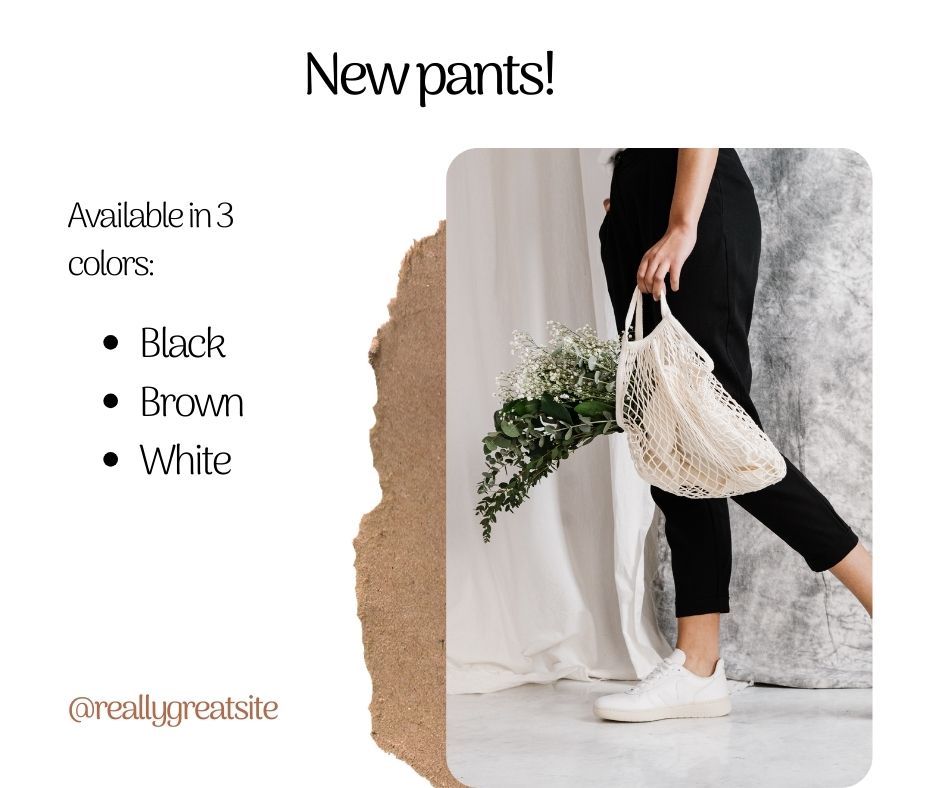 New pants!
Available in 3
colors:
Black
Brown
White
@reallygreatsite